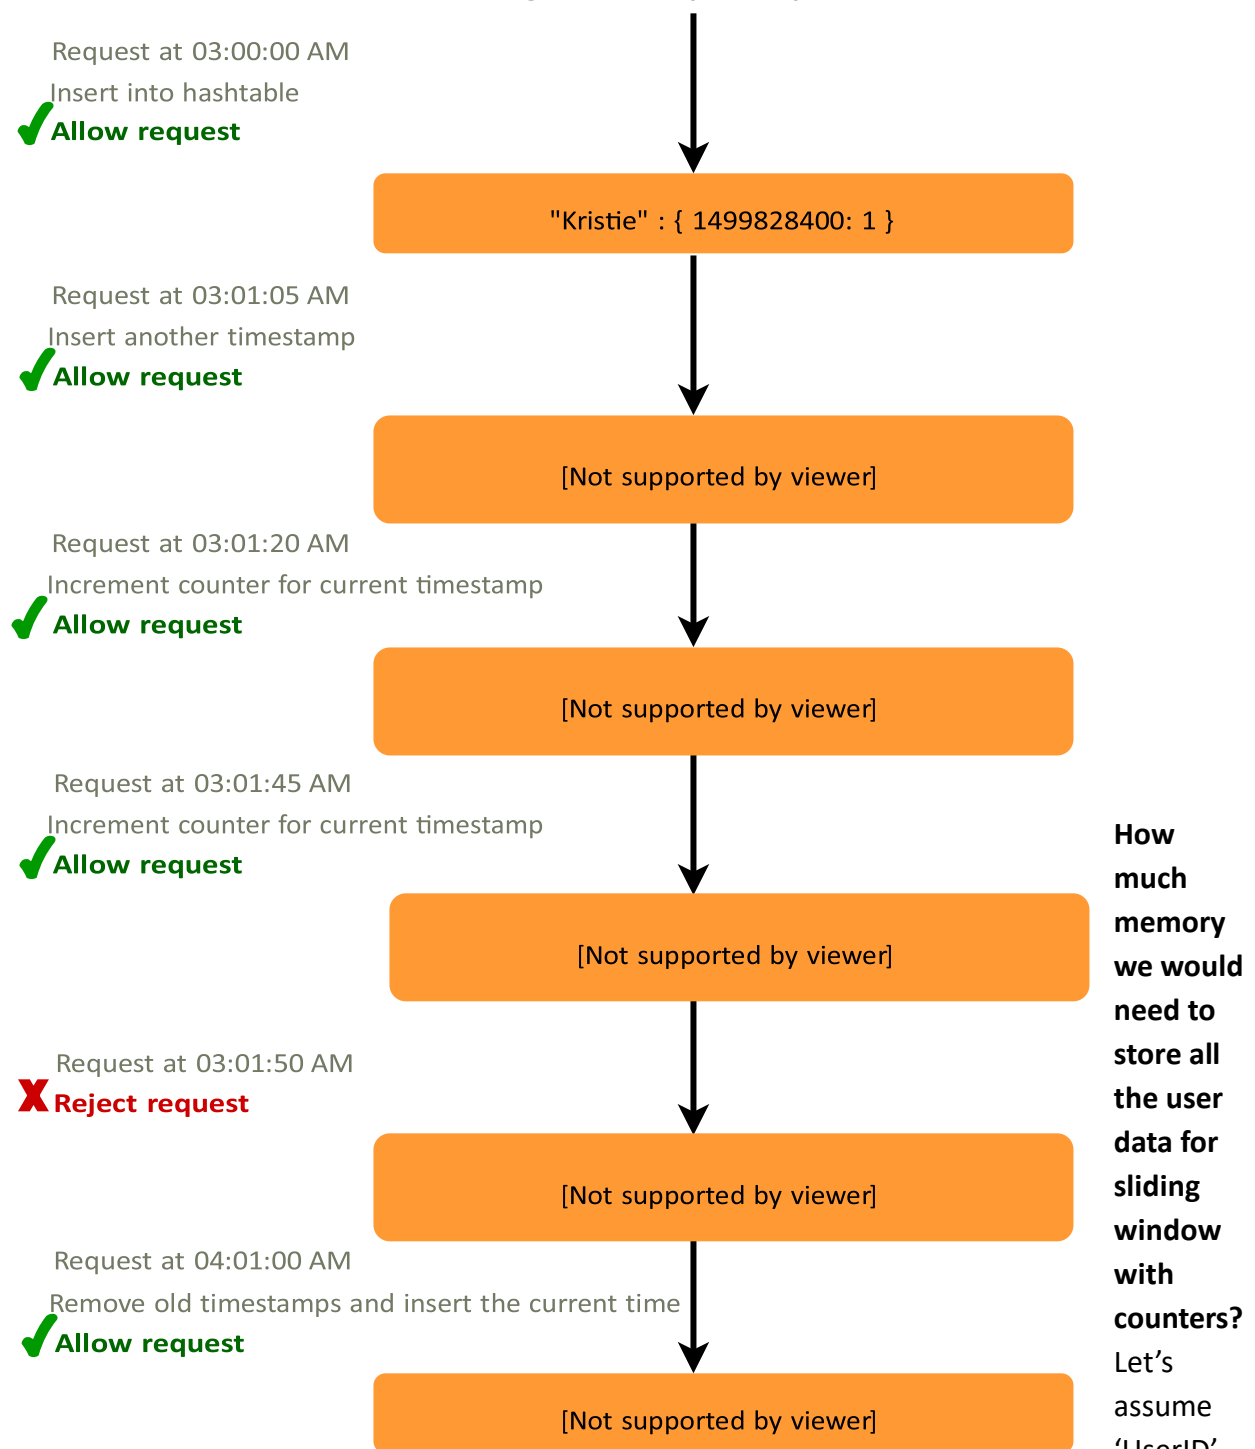 Request at 03:00:00 AM
Insert into hashtable
Allow request
"Kristie" : { 1499828400: 1 }
Request at 03:01:05 AM
Insert another timestamp
Allow request
[Not supported by viewer]
Request at 03:01:20 AM
Increment counter for current timestamp
Allow request
[Not supported by viewer]
Request at 03:01:45 AM
Increment counter for current timestamp
Allow request
[Not supported by viewer]
Request at 03:01:50 AM
Reject request
[Not supported by viewer]
Request at 04:01:00 AM
Remove old timestamps and insert the current time
Allow request
[Not supported by viewer]
How
much
memory
we would
need to
store all
the user
data for
sliding
window
with
counters?
Let’s
assume
‘UserID’